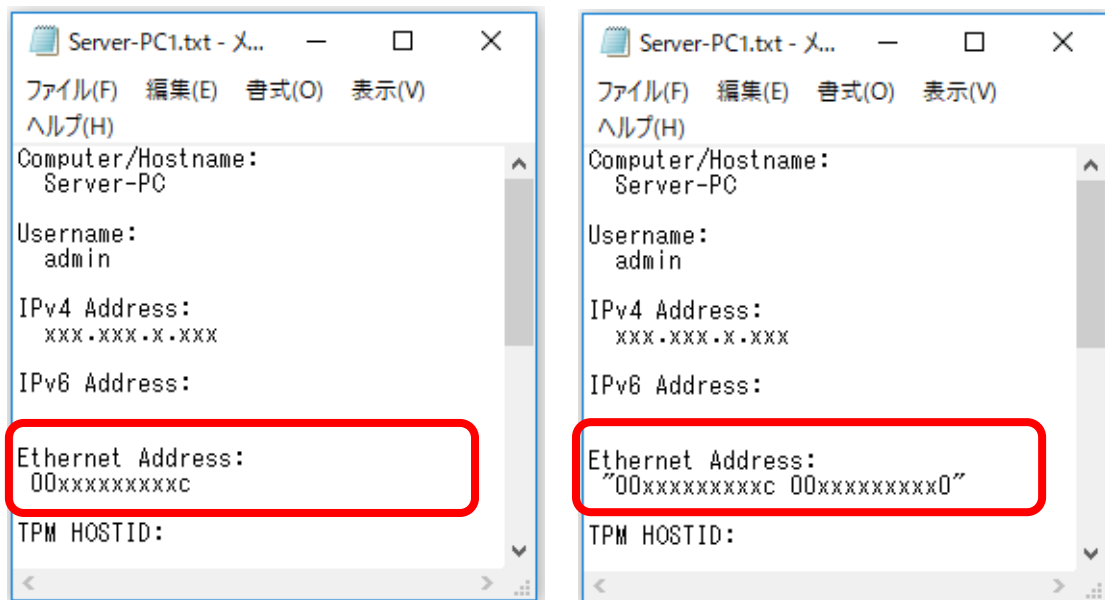 Server-PC1.txt - メ...
ファイル(F) 編集(E) 書式(O) 表示(V)
ヘルプ(H)
Computer/Hostname:
Server-PC
Username:
admin
IPv4 Address:
xxx.xxx.x.xxx
IPv6 Address:
Ethernet Address:
00xxxxxxxxxc
TPM HOSTID:
Server-PC1.txt - メ...
ファイル(F) 編集(E) 書式(O) 表示(V)
ヘルプ(H)
Computer/Hostname:
Server-PC
Username:
admin
IPv4 Address:
xxx.xxx.x.xxx
IPv6 Address:
Ethernet Address:
"00xxxxxxxxxc 00xxxxxxxxx0"
TPM HOSTID: